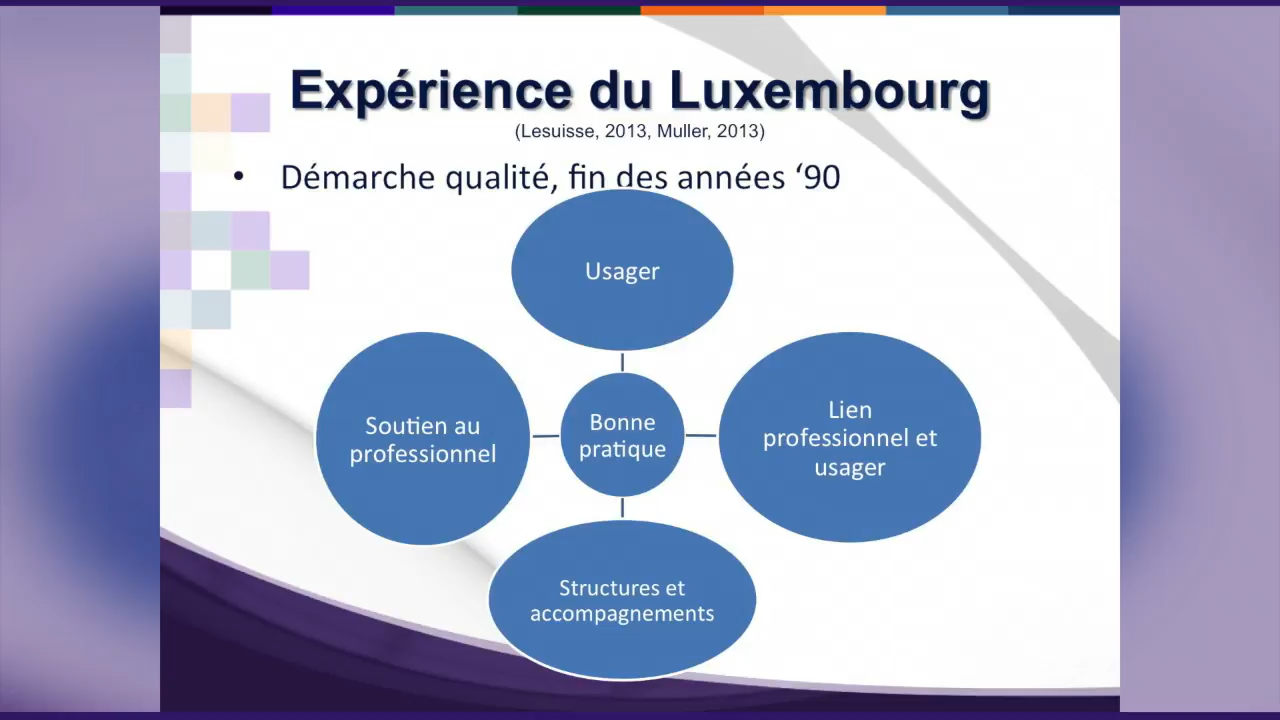 Expérience du Luxembourg
(Lesuisse, 2013, Muller, 2013)
• Démarche qualité, fin des années ‘90
Usager
Soutien au
professionnel
Bonne
pratique
Lien
professionnel et
usager
Structures et
accompagnements